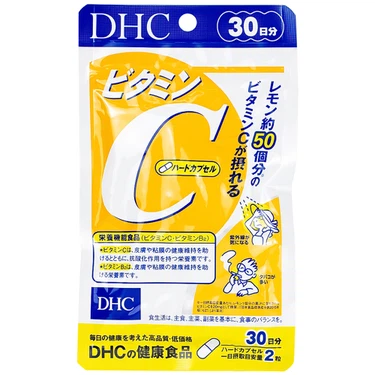 DHC
30日分
ビタミン
C
ハードカプセル
レモン約50個分の
ビタミンCが摂れる
栄養機能食品(ビタミンC・ビタミンB₂)
●ビタミンCは、皮膚や粘膜の健康維持を助
けるとともに、抗酸化作用を持つ栄養素です。
●ビタミンB₂は、皮膚や粘膜の健康維持を助
ける栄養素です。
紫外線が
気になる
タバコが
多い
DHC
食生活は、主食、主菜、副菜を基本に、食事のバランスを。
毎日の健康を考えた高品質・低価格
DHCの健康食品
30日分
ハードカプセル
一日摂取目安量 2粒